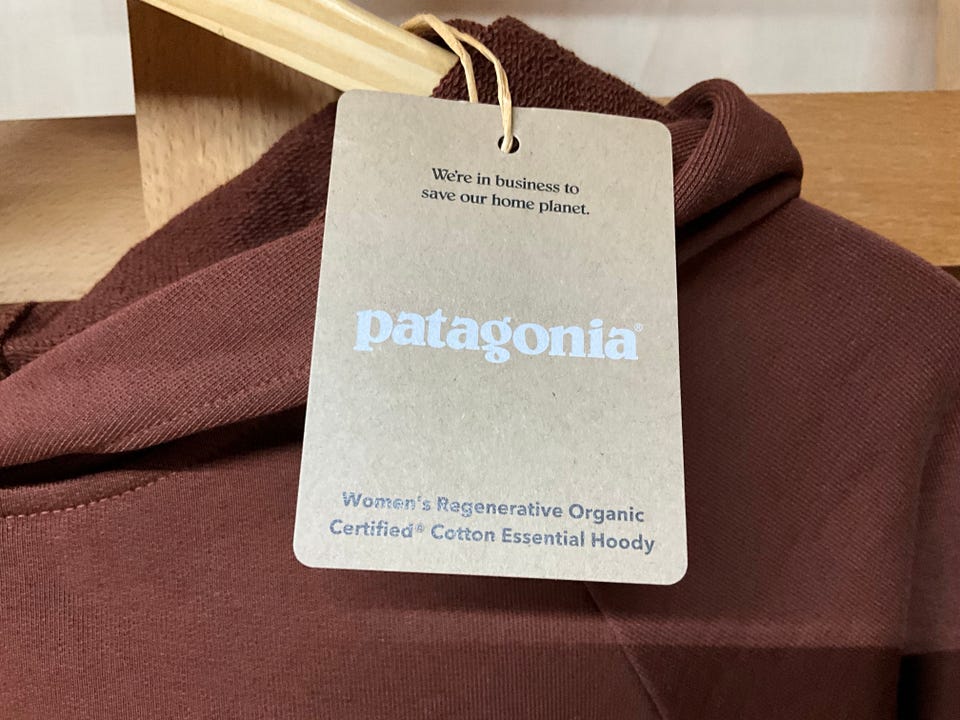 We're in business to
save our home planet.
patagonia®
Women's Regenerative Organic
Certified® Cotton Essential Hoody